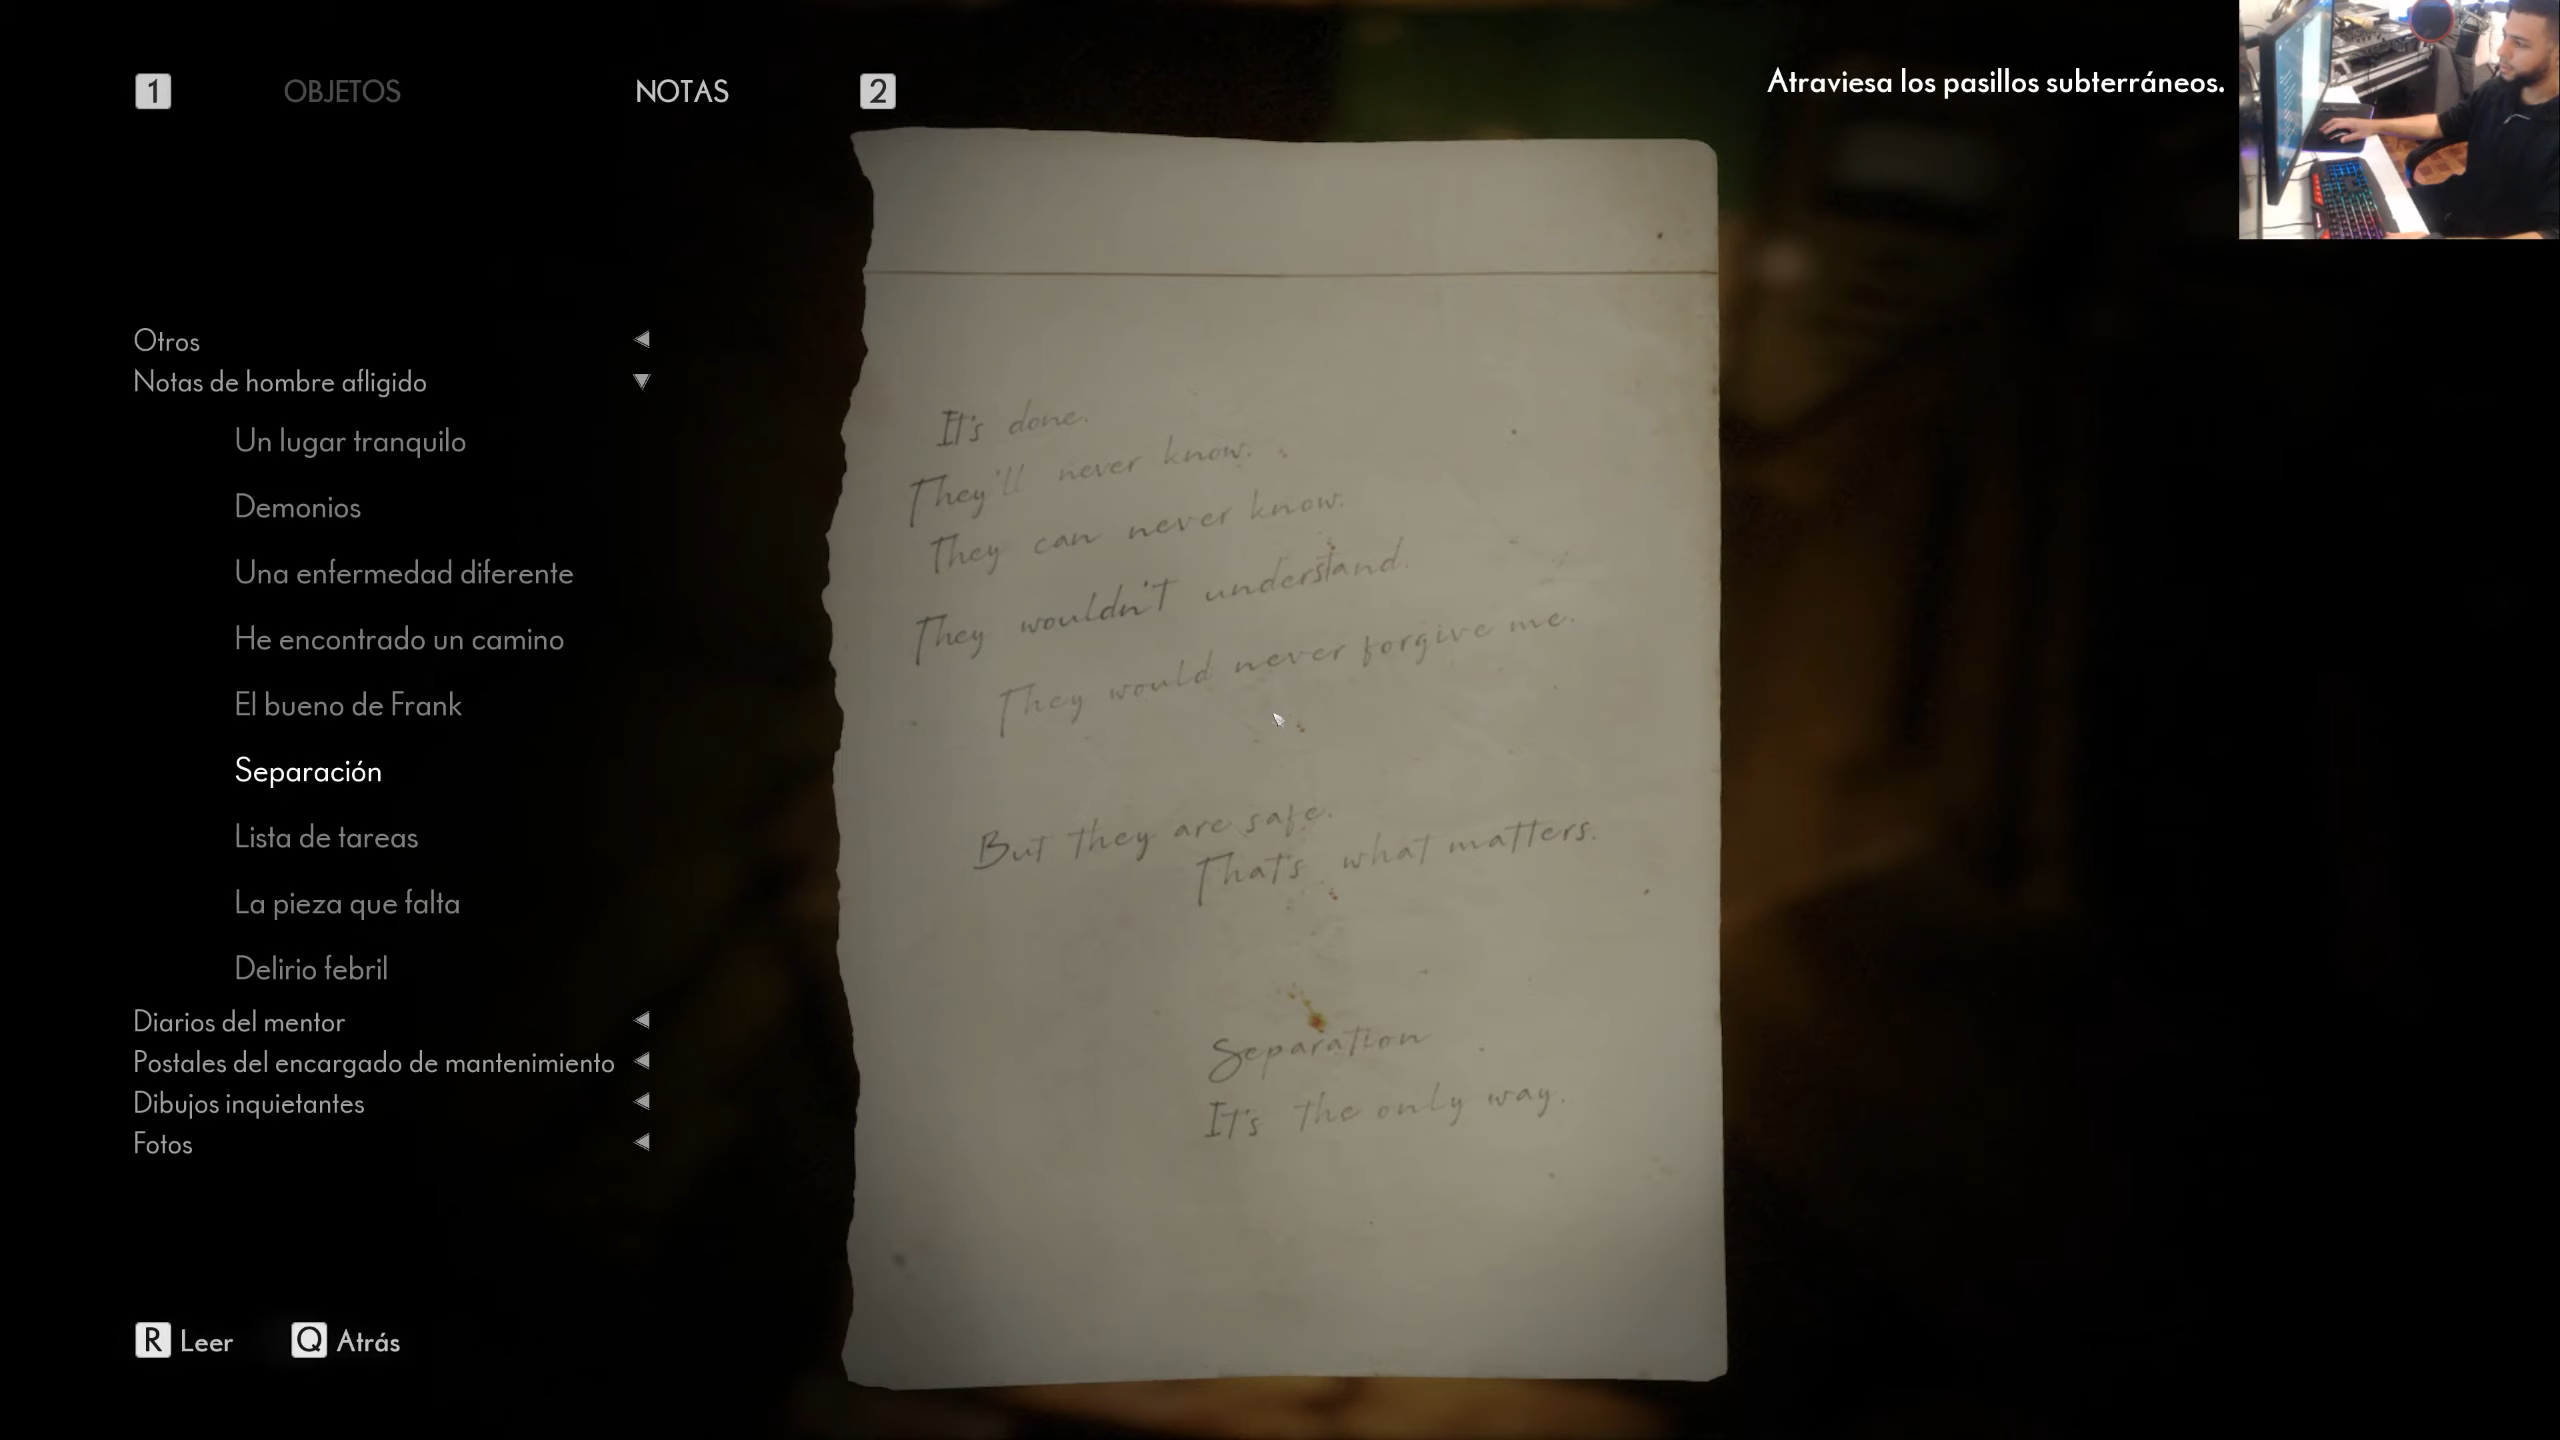 1 OBJETOS NOTAS 2
Atraviesa los pasillos subterráneos.
Otros
Notas de hombre afligido
Un lugar tranquilo
Demonios
Una enfermedad diferente
He encontrado un camino
El bueno de Frank
Separación
Lista de tareas
La pieza que falta
Delirio febril
Diarios del mentor
Postales del encargado de mantenimiento
Dibujos inquietantes
Fotos
R Leer Q Atrás
It's done.
They'll never know.
They can never know.
They wouldn't understand.
They would never forgive me.
But they are safe.
That's what matters.
Separation
It's the only way.